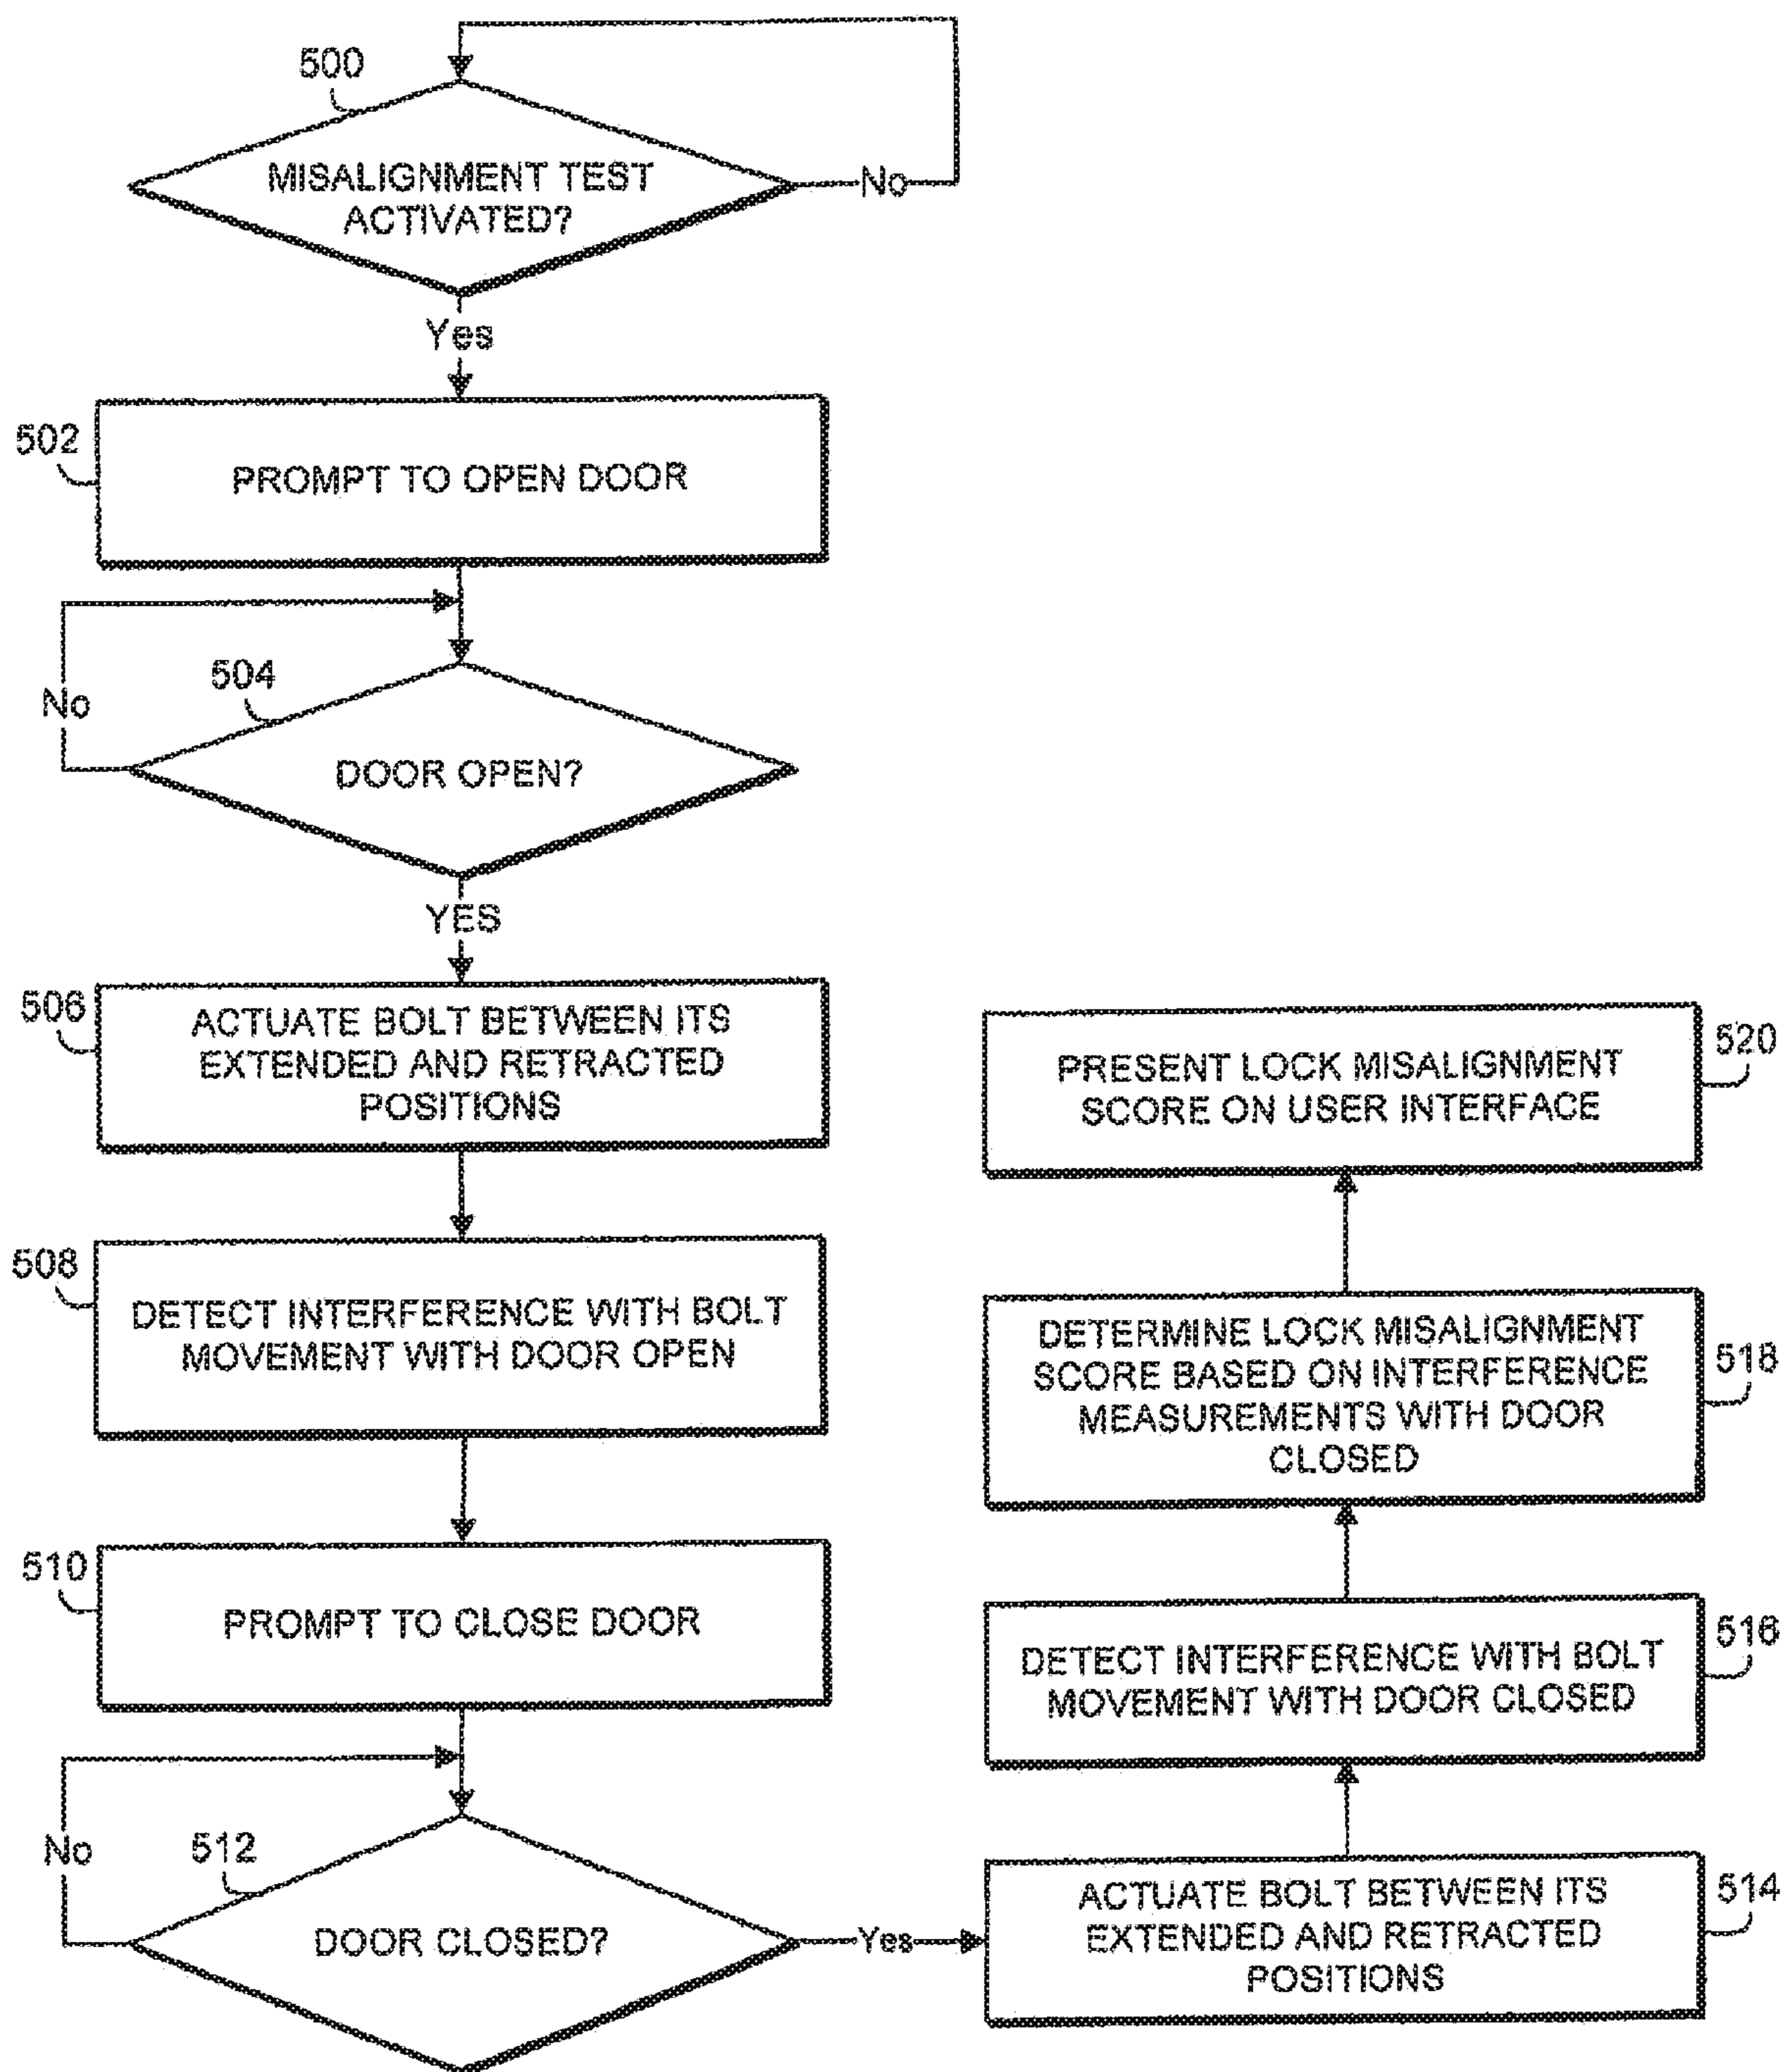 500
MISALIGNMENT TEST
ACTIVATED?
No
Yes
502
PROMPT TO OPEN DOOR
504
No
DOOR OPEN?
YES
506
ACTUATE BOLT BETWEEN ITS
EXTENDED AND RETRACTED
POSITIONS
508
DETECT INTERFERENCE WITH BOLT
MOVEMENT WITH DOOR OPEN
510
PROMPT TO CLOSE DOOR
512
No
DOOR CLOSED?
Yes
514
ACTUATE BOLT BETWEEN ITS
EXTENDED AND RETRACTED
POSITIONS
516
DETECT INTERFERENCE WITH BOLT
MOVEMENT WITH DOOR CLOSED
518
DETERMINE LOCK MISALIGNMENT
SCORE BASED ON INTERFERENCE
MEASUREMENTS WITH DOOR
CLOSED
520
PRESENT LOCK MISALIGNMENT
SCORE ON USER INTERFACE